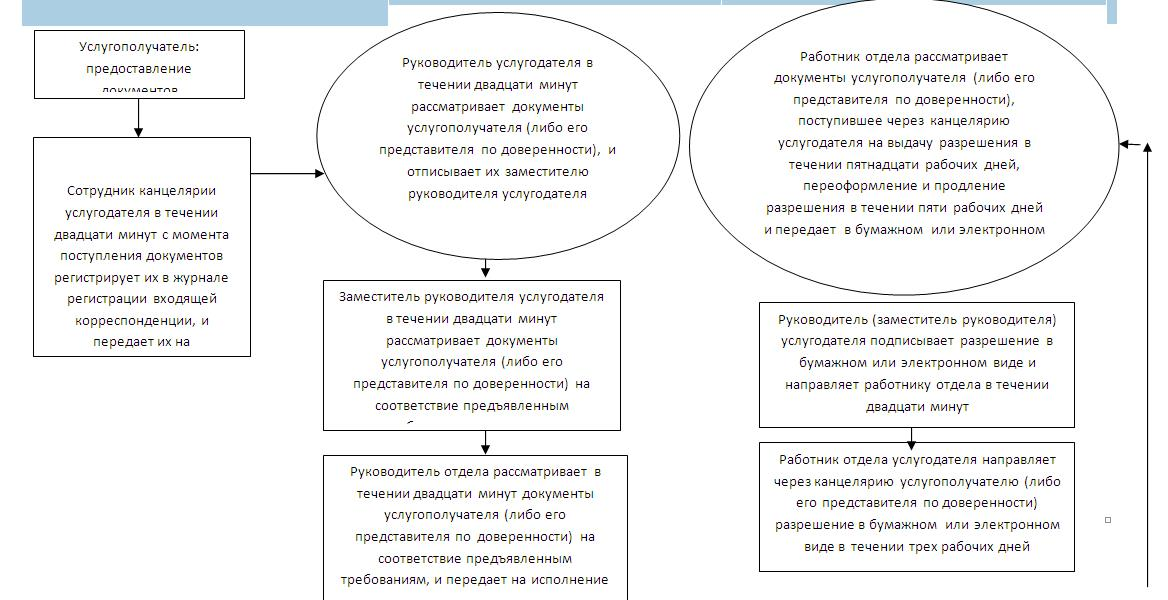 Услугополучатель:
предоставление
документов
Сотрудник канцелярии
услугодателя в течении
двадцати минут с момента
поступления документов
регистрирует их в журнале
регистрации входящей
корреспонденции, и
передает их на
Руководитель услугодателя в
течении двадцати минут
рассматривает документы
услугополучателя (либо его
представителя по доверенности), и
отписывает их заместителю
руководителя услугодателя
Заместитель руководителя услугодателя
в течении двадцати минут
рассматривает документы
услугополучателя (либо его
представителя по доверенности) на
соответствие предъявленным
Руководитель отдела рассматривает в
течении двадцати минут документы
услугополучателя (либо его
представителя по доверенности) на
соответствие предъявленным
требованиям, и передает на исполнение
Работник отдела рассматривает
документы услугополучателя (либо его
представителя по доверенности),
поступившее через канцелярию
услугодателя на выдачу разрешения в
течении пятнадцати рабочих дней,
переоформление и продление
разрешения в течении пяти рабочих дней
и передает в бумажном или электронном
Руководитель (заместитель руководителя)
услугодателя подписывает разрешение в
бумажном или электронном виде и
направляет работнику отдела в течении
двадцати минут
Работник отдела услугодателя направляет
через канцелярию услугополучателю (либо
его представителя по доверенности)
разрешение в бумажном или электронном
виде в течении трех рабочих дней